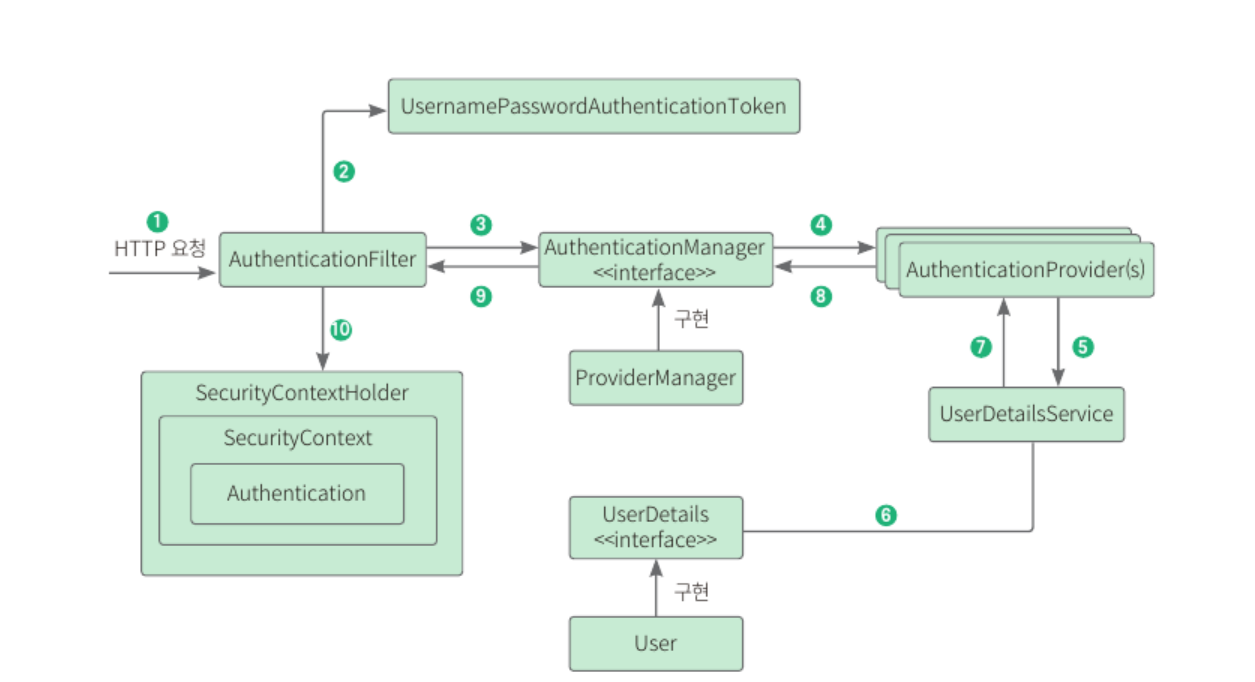 UsernamePasswordAuthenticationToken
2
1
HTTP 요청
AuthenticationFilter
3
9
AuthenticationManager
<<interface>>
4
8
AuthenticationProvider(s)
10
구현
ProviderManager
7
5
UserDetailsService
SecurityContextHolder
SecurityContext
Authentication
6
UserDetails
<<interface>>
구현
User